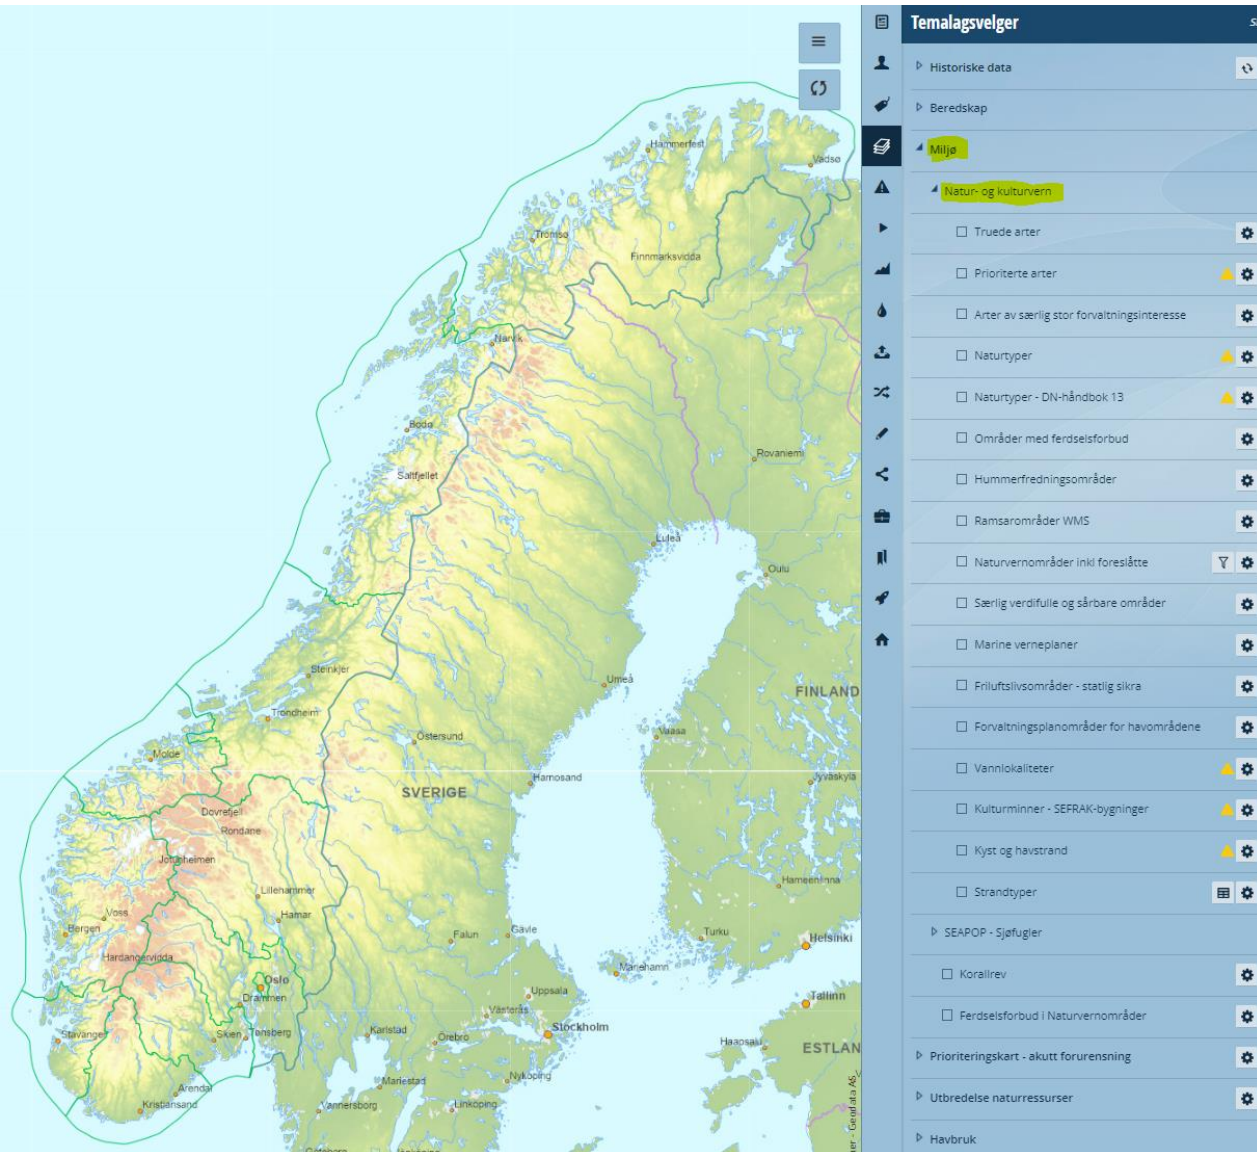 Temalagsvelger
Historiske data
Beredskap
Miljø
Natur- og kulturvern
Truede arter
Prioriterte arter
Arter av særlig stor forvaltningsinteresse
Naturtyper
Naturtyper - DN-håndbok 13
Områder med ferdselsforbud
Hummerfredningsområder
Ramsarområder WMS
Naturvernområder inkl foreslåtte
Særlig verdifulle og sårbare områder
Marine verneplaner
Friluftslivsområder - statlig sikra
Forvaltningsplanområder for havområdene
Vannlokaliteter
Kulturminner - SEFRAK-bygninger
Kyst og havstrand
Strandtyper
SEAPOP - Sjøfugler
Korallrev
Ferdselsforbud i Naturvernområder
Prioriteringskart - akutt forurensning
Utbredelse naturressurser
Havbruk
Hammerfest
Vadsø
Tromsø
Finnmarksvidda
Narvik
Bodø
Saltfjellet
Rovaniemi
Luleå
Oulu
Steinkjer
Umeå
FINLAND
Trondheim
Östersund
Vaasa
Molde
Härnösand
Jyväskylä
SVERIGE
Dovrefjell
Rondane
Jotunheimen
Lillehammer
Hämeenlinna
Voss
Hamar
Bergen
Falun
Gävle
Turku
Helsinki
Hardangervidda
Mariehamn
Oslo
Drammen
Uppsala
Tallinn
Västerås
Stavanger
Skien
Tønsberg
Karlstad
Örebro
Stockholm
Haapsalu
ESTLAN
Nyköping
Mariestad
Arendal
Kristiansand
Vännersborg
Linköping
Göteborg
Geodata AS